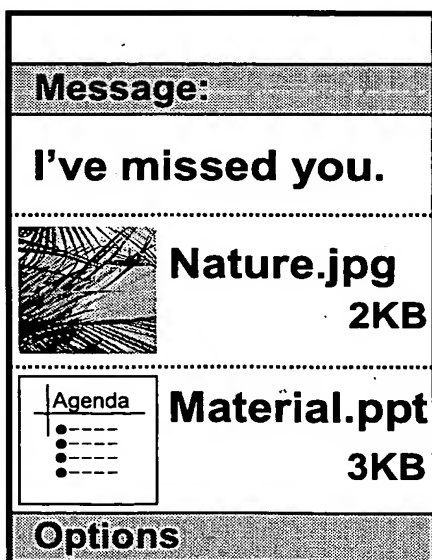 Message:
I've missed you.
Nature.jpg
2KB
Agenda
Material.ppt
3KB
Options